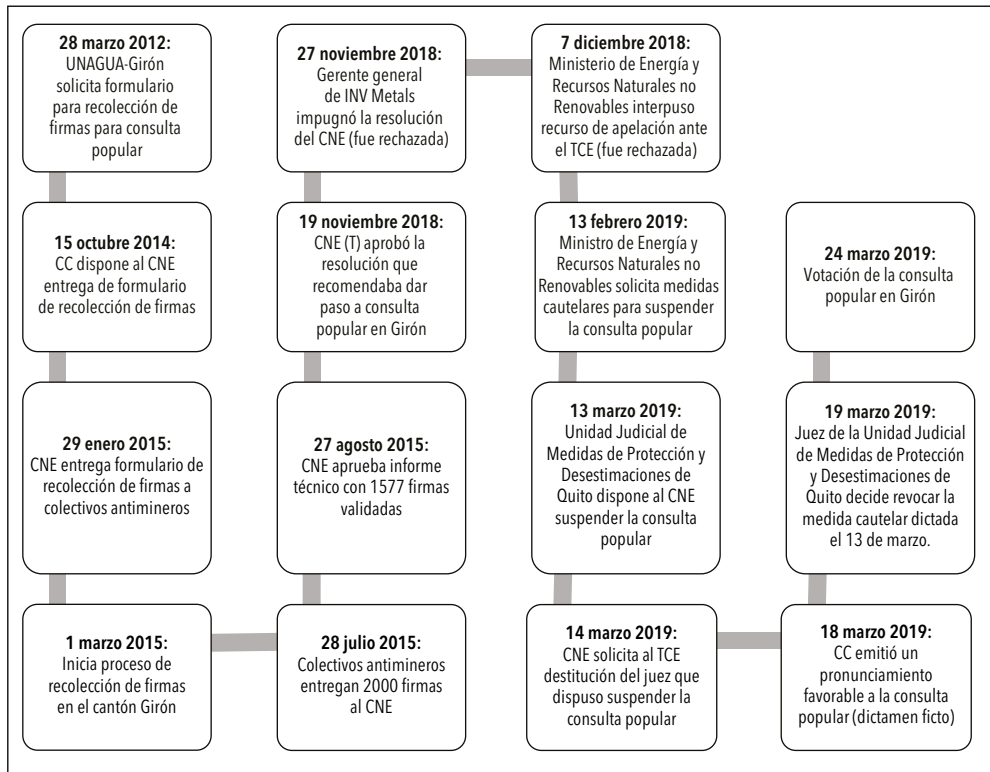 28 marzo 2012:
UNAGUA-Girón
solicita formulario
para recolección de
firmas para consulta
popular
15 octubre 2014:
CC dispone al CNE
entrega de formulario
de recolección de firmas
29 enero 2015:
CNE entrega formulario de
recolección de firmas a
colectivos antimineros
1 marzo 2015:
Inicia proceso de
recolección de firmas
en el cantón Girón
28 julio 2015:
Colectivos antimineros
entregan 2000 firmas
al CNE
27 agosto 2015:
CNE aprueba informe
técnico con 1577 firmas
validadas
19 noviembre 2018:
CNE (T) aprobó la
resolución que
recomendaba dar
paso a consulta
popular en Girón
27 noviembre 2018:
Gerente general
de INV Metals
impugnó la resolución
del CNE (fue rechazada)
7 diciembre 2018:
Ministerio de Energía y
Recursos Naturales no
Renovables interpuso
recurso de apelación ante
el TCE (fue rechazada)
13 febrero 2019:
Ministro de Energía y
Recursos Naturales no
Renovables solicita medidas
cautelares para suspender
la consulta popular
13 marzo 2019:
Unidad Judicial de
Medidas de Protección y
Desestimaciones de
Quito dispone al CNE
suspender la consulta
popular
14 marzo 2019:
CNE solicita al TCE
destitución del juez que
dispuso suspender la
consulta popular
18 marzo 2019:
CC emitió un
pronunciamiento
favorable a la consulta
popular (dictamen ficto)
19 marzo 2019:
Juez de la Unidad Judicial
de Medidas de Protección
y Desestimaciones de
Quito decide revocar la
medida cautelar dictada
el 13 de marzo.
24 marzo 2019:
Votación de la consulta
popular en Girón